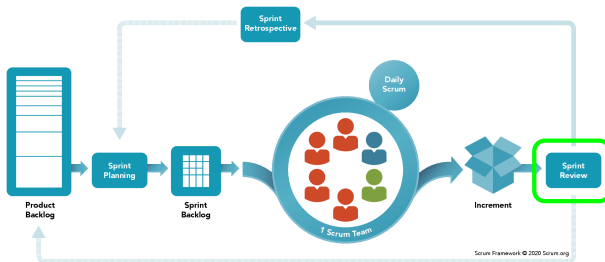 Sprint
Retrospective
Daily
Scrum
Sprint
Planning
Sprint
Review
Product
Backlog
Sprint
Backlog
1 Scrum Team
Increment
Scrum Framework © 2020 Scrum.org